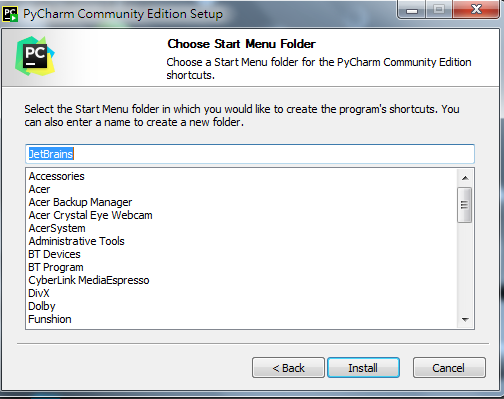 PyCharm Community Edition Setup
PC
Choose Start Menu Folder
Choose a Start Menu folder for the PyCharm Community Edition
shortcuts.
Select the Start Menu folder in which you would like to create the program's shortcuts. You
can also enter a name to create a new folder.
JetBrains
Accessories
Acer
Acer Backup Manager
Acer Crystal Eye Webcam
AcerSystem
Administrative Tools
BT Devices
BT Program
CyberLink MediaEspresso
DivX
Dolby
Funshion
< Back
Install
Cancel